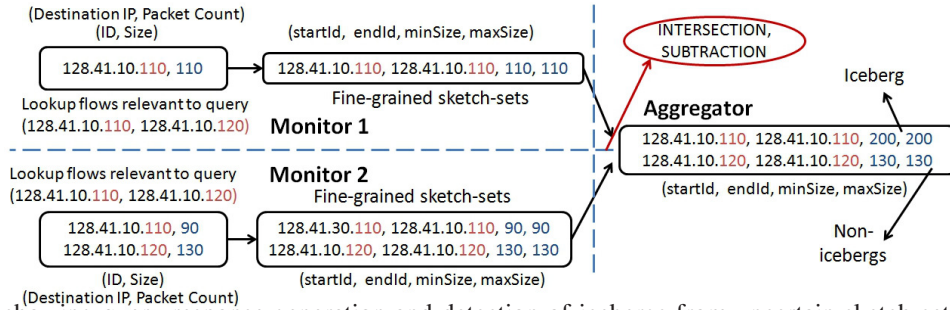 (Destination IP, Packet Count)
(ID, Size)
128.41.10.110, 110
Lookup flows relevant to query
(128.41.10.110, 128.41.10.120)
(startId, endId, minSize, maxSize)
128.41.10.110, 128.41.10.110, 110, 110
Fine-grained sketch-sets
Monitor 1
INTERSECTION,
SUBTRACTION
Iceberg
Aggregator
128.41.10.110, 128.41.10.110, 200, 200
128.41.10.120, 128.41.10.120, 130, 130
(startId, endId, minSize, maxSize)
Non-
icebergs
Lookup flows relevant to query
(128.41.10.110, 128.41.10.120)
Monitor 2
Fine-grained sketch-sets
128.41.10.110, 90
128.41.10.120, 130
(ID, Size)
(Destination IP, Packet Count)
128.41.30.110, 128.41.10.110, 90, 90
128.41.10.120, 128.41.10.120, 130, 130
(startId, endId, minSize, maxSize)